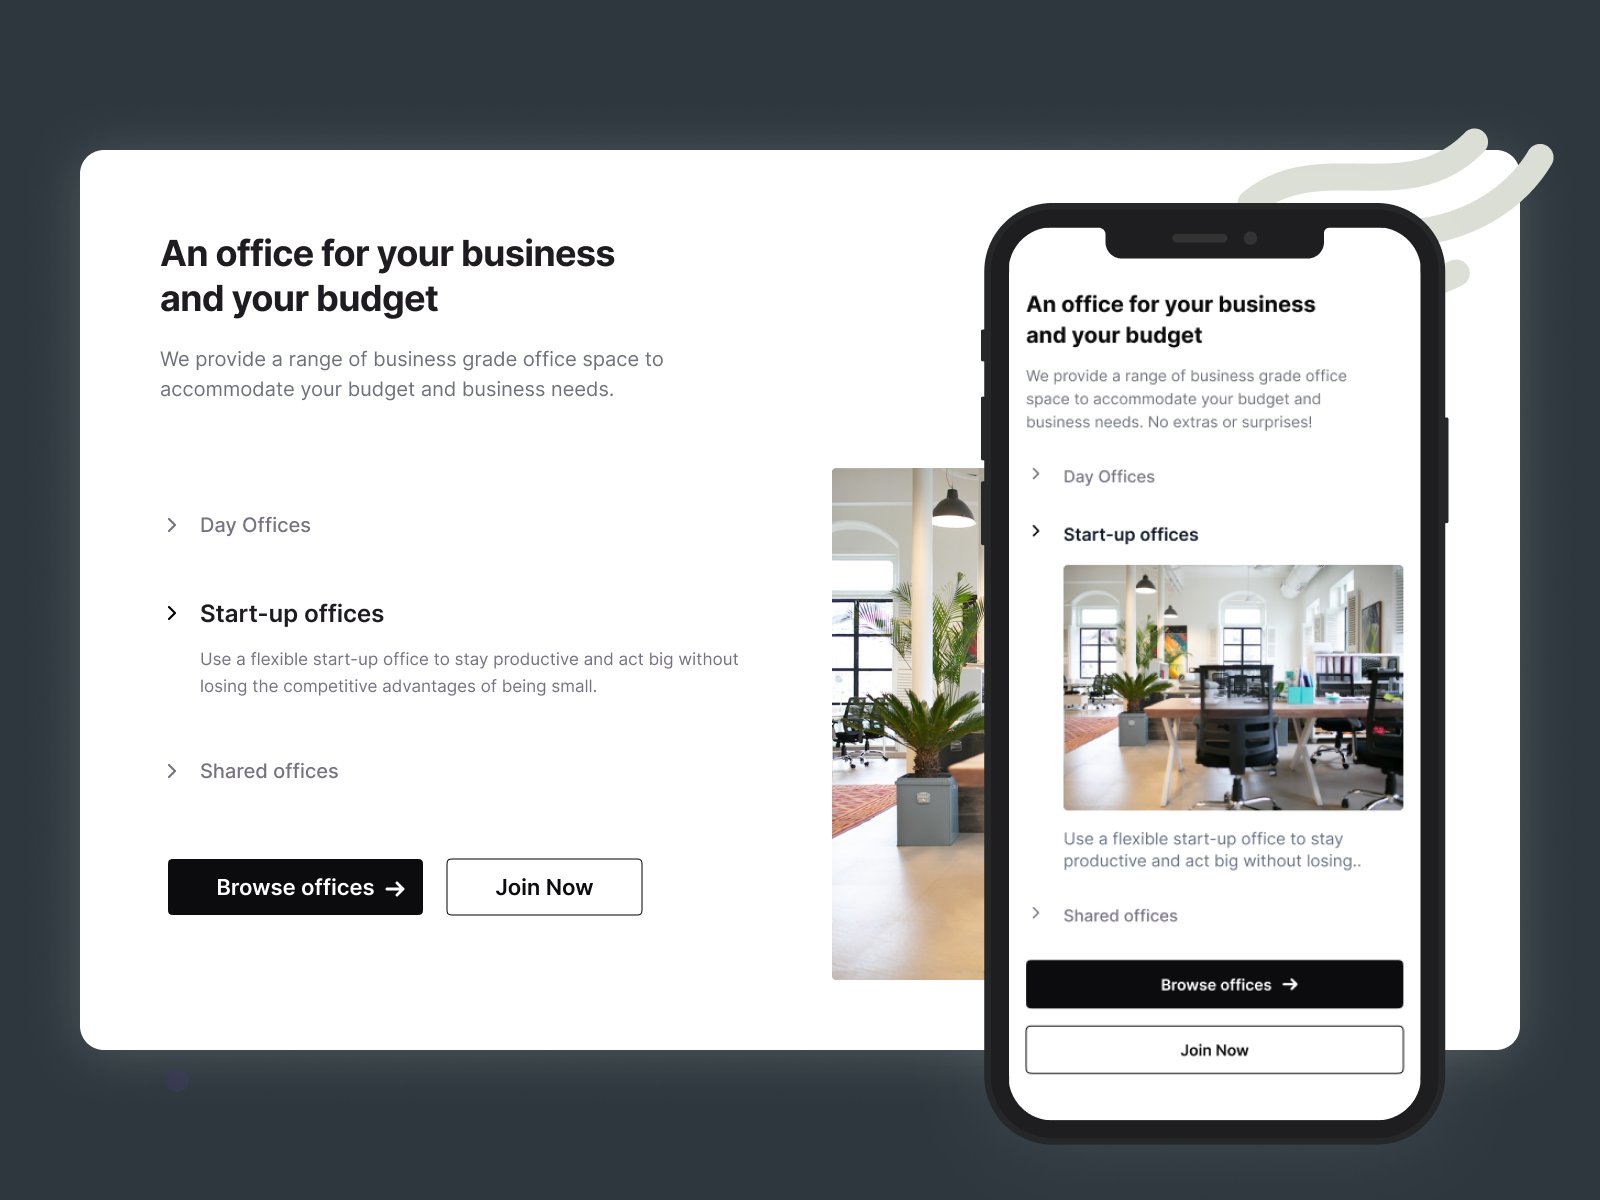 An office for your business
and your budget
We provide a range of business grade office space to
accommodate your budget and business needs.
Day Offices
Start-up offices
Use a flexible start-up office to stay productive and act big without
losing the competitive advantages of being small.
Shared offices
Browse offices →
Join Now
An office for your business
and your budget
We provide a range of business grade office
space to accommodate your budget and
business needs. No extras or surprises!
Day Offices
Start-up offices
Use a flexible start-up office to stay
productive and act big without losing..
Shared offices
Browse offices →
Join Now